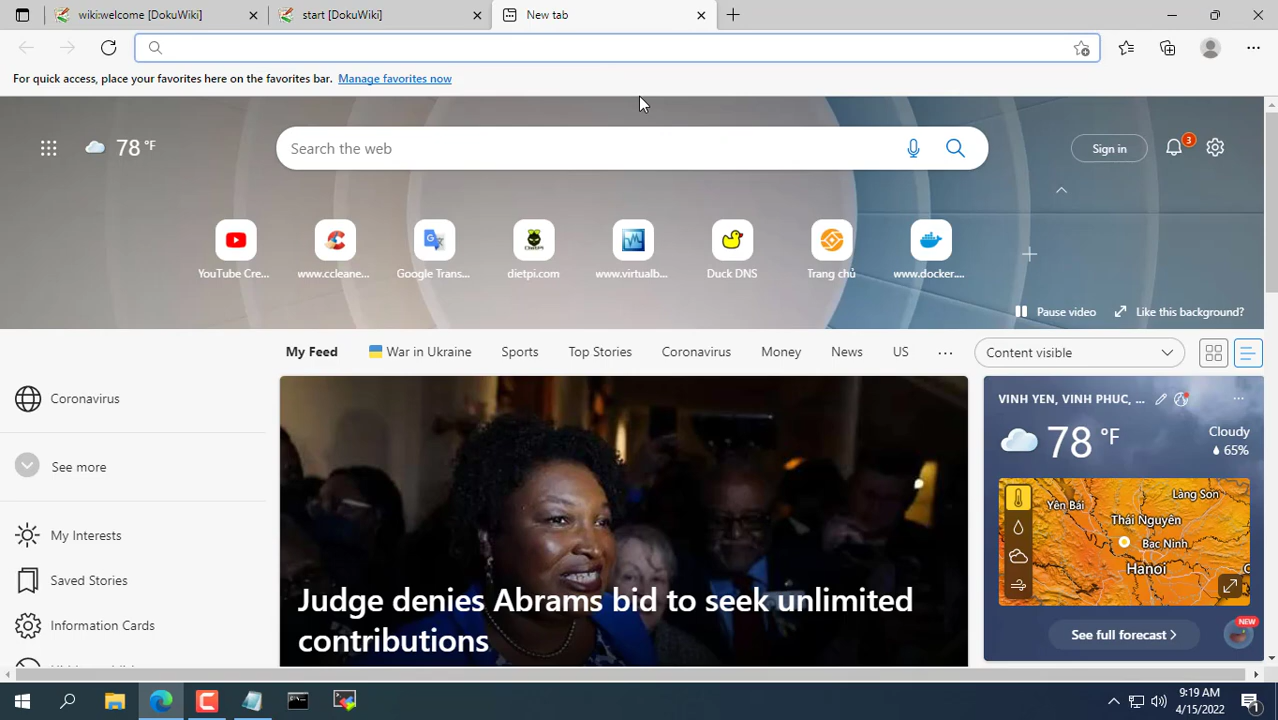 wiki:welcome [DokuWiki]
start [DokuWiki]
New tab
For quick access, place your favorites here on the favorites bar. Manage favorites now
78 °F
Search the web
Sign in
3
YouTube Cre...
www.ccleane...
Google Trans...
dietpi.com
www.virtualb...
Duck DNS
Trang chủ
www.docker....
Pause video
Like this background?
My Feed
War in Ukraine
Sports
Top Stories
Coronavirus
Money
News
US
Content visible
Coronavirus
See more
My Interests
Saved Stories
Information Cards
Judge denies Abrams bid to seek unlimited
contributions
VINH YEN, VINH PHUC, ...
78 °F
Cloudy
65%
Lạng Sơn
Yên Bái
Thái Nguyên
Bắc Ninh
Hanoi
See full forecast
NEW
9:19 AM
4/15/2022
1